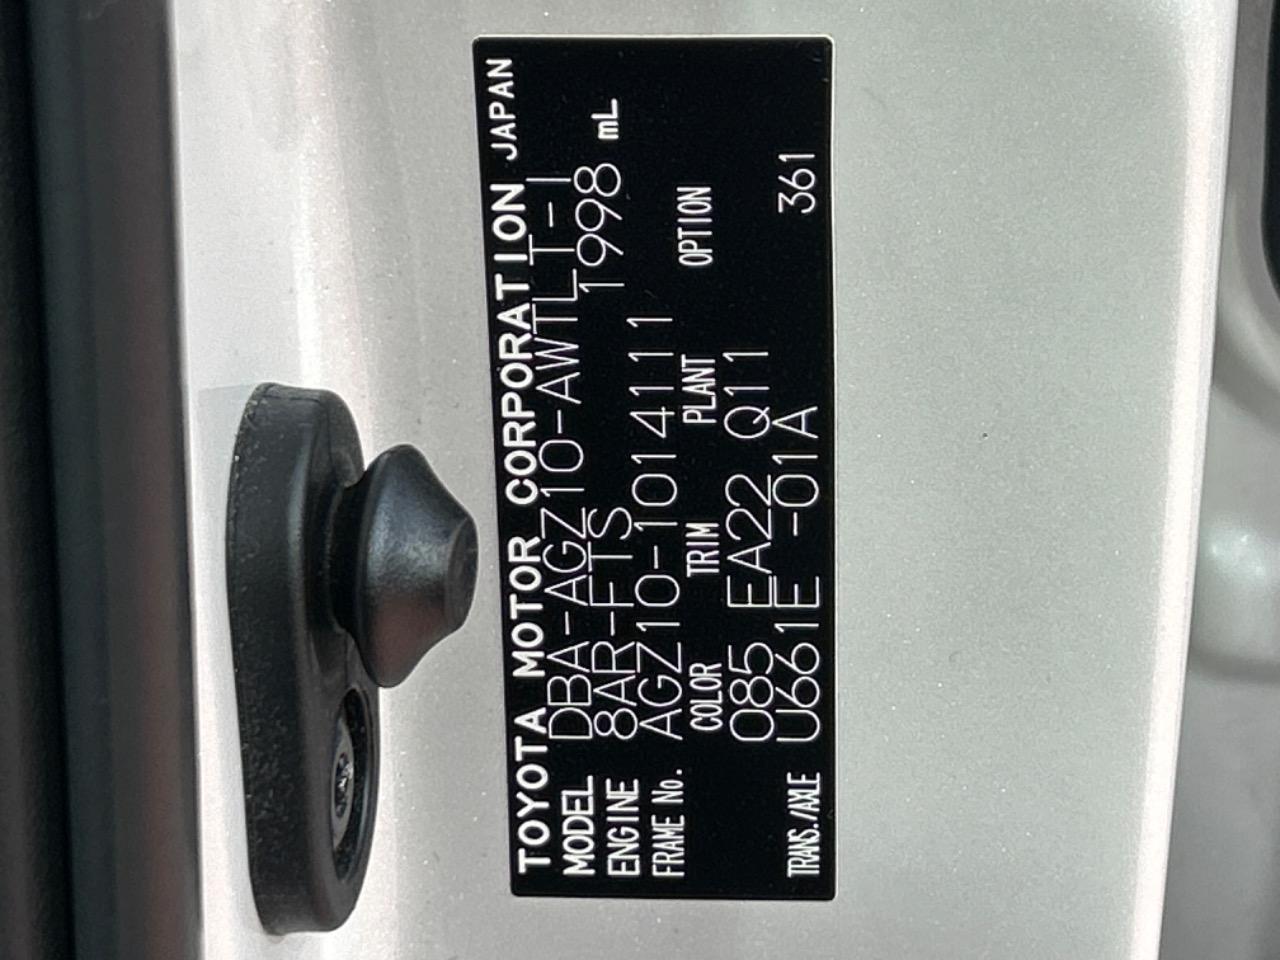 TOYOTA MOTOR CORPORATION JAPAN
MODEL DBA-AGZ10-AWTLT-I
ENGINE 8AR-FTS 1998 mL
FRAME No. AGZ10-1014111
COLOR TRIM PLANT OPTION
085 EA22 Q11
TRANS./AXLE U661E -01A 361